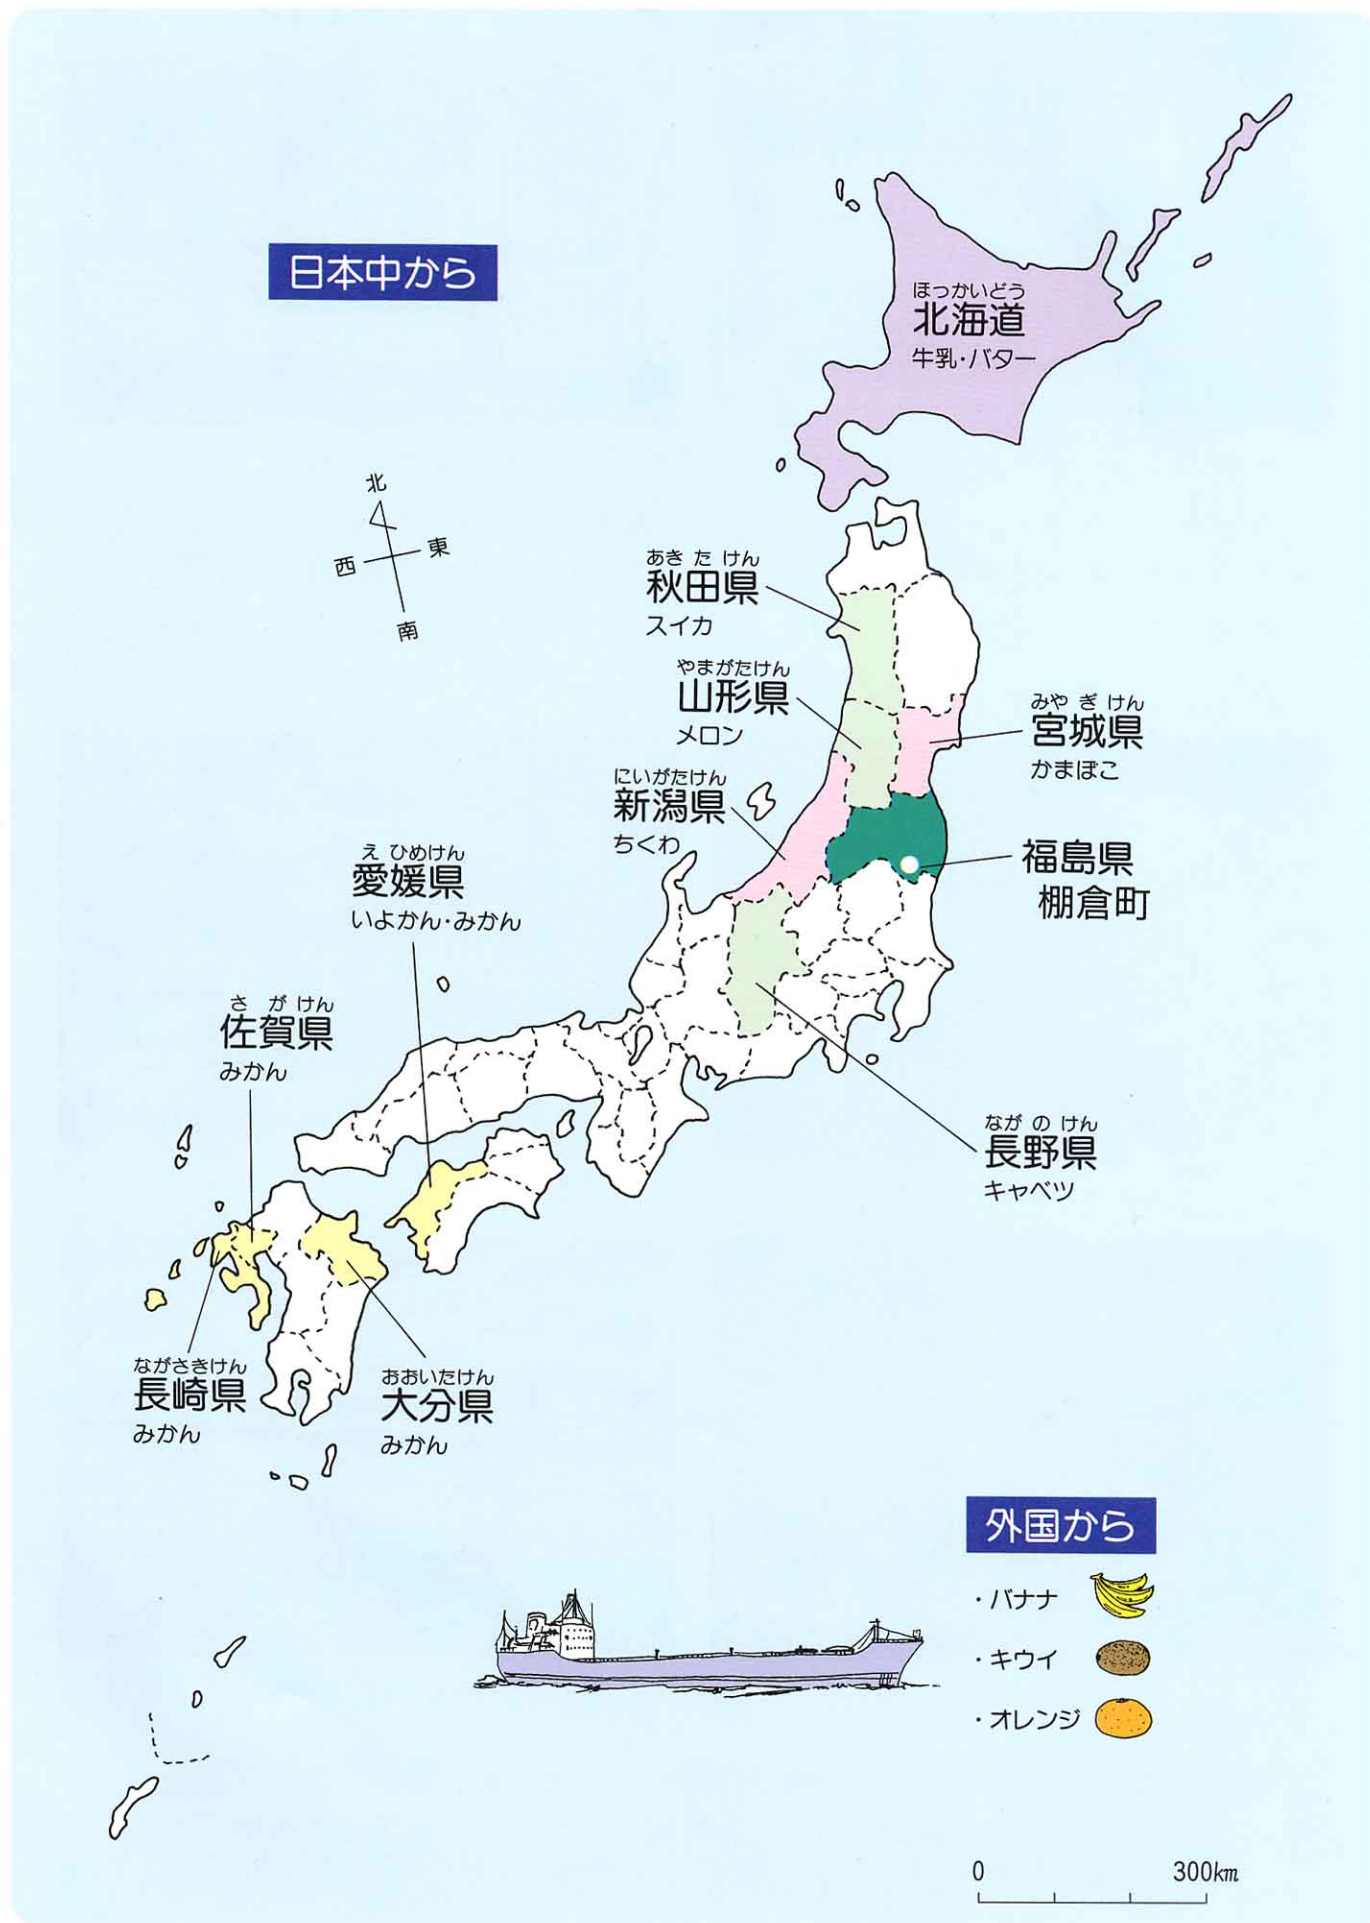 日本中から
ほっかいどう
北海道
牛乳・バター
北
西
東
南
あきたけん
秋田県
スイカ
やまがたけん
山形県
メロン
みやぎけん
宮城県
かまぼこ
にいがたけん
新潟県
ちくわ
福島県
棚倉町
えひめけん
愛媛県
いよかん・みかん
さがけん
佐賀県
みかん
ながのけん
長野県
キャベツ
ながさきけん
長崎県
みかん
おおいたけん
大分県
みかん
外国から
・バナナ
・キウイ
・オレンジ
0 300km